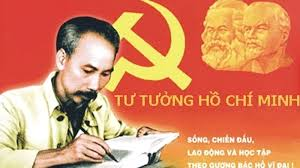 TƯ TƯỞNG HỒ CHÍ MINH
SỐNG, CHIẾN ĐẤU,
LAO ĐỘNG VÀ HỌC TẬP
THEO GƯƠNG BÁC HỒ VĨ ĐẠI !